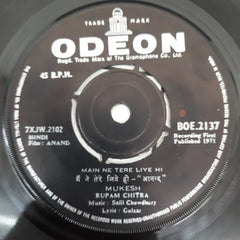 TRADE MARK
ODEON
Regd. Trade Mark of The Gramophone Co. Ltd.
45 R.P.M.
7XJW.2102
HINDI
Film : ANAND
BOE.2137
Recording First
Published 1971
MAIN NE TERE LIYE HI
मैं ने तेरे लिये ही - "आनन्द"
MUKESH
RUPAM CHITRA
Music : Salil Chowdhury
Lyric : Gulzar